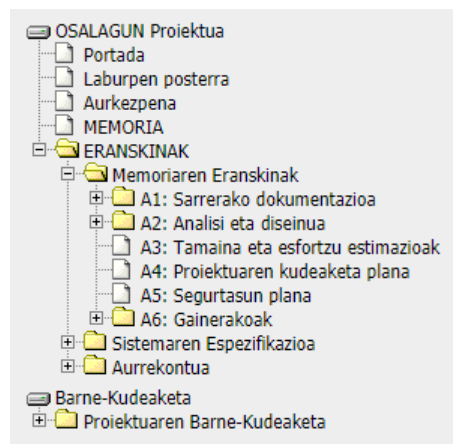 OSALAGUN Proiektua
Portada
Laburpen posterra
Aurkezpena
MEMORIA
ERANSKINAK
Memoriaren Eranskinak
A1: Sarrerako dokumentazioa
A2: Analisi eta diseinua
A3: Tamaina eta esfortzu estimazioak
A4: Proiektuaren kudeaketa plana
A5: Segurtasun plana
A6: Gainerakoak
Sistemaren Espezifikazioa
Aurrekontua
Barne-Kudeaketa
Proiektuaren Barne-Kudeaketa